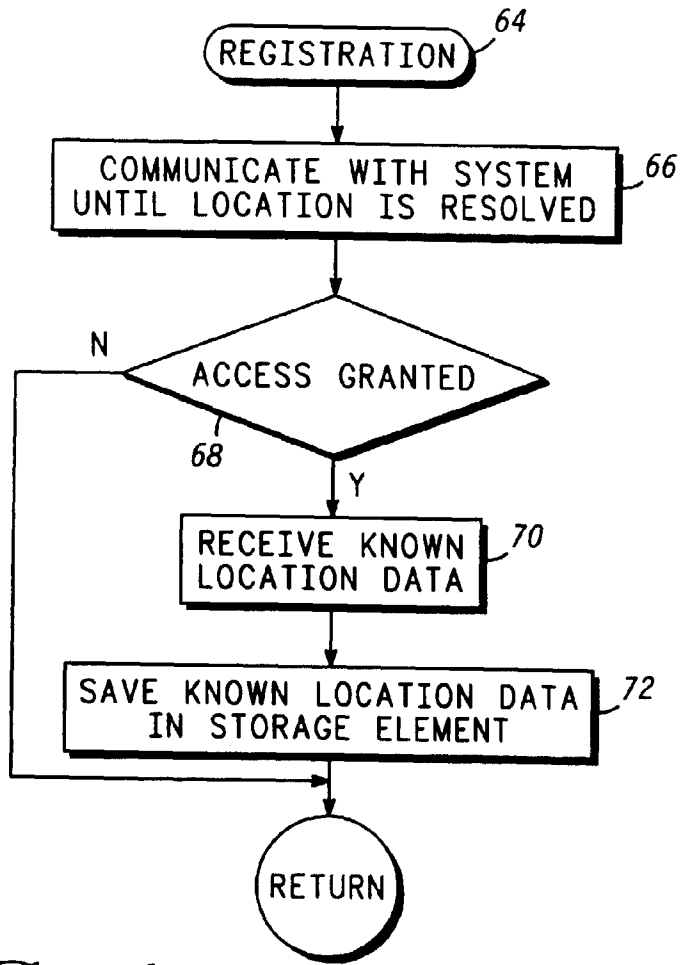 REGISTRATION
64
COMMUNICATE WITH SYSTEM
UNTIL LOCATION IS RESOLVED
66
N
ACCESS GRANTED
68
Y
RECEIVE KNOWN
LOCATION DATA
70
SAVE KNOWN LOCATION DATA
IN STORAGE ELEMENT
72
RETURN